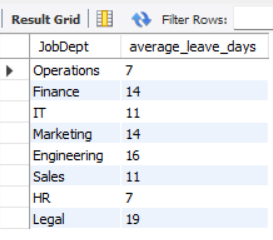 Result Grid Filter Rows:
JobDept average_leave_days
Operations 7
Finance 14
IT 11
Marketing 14
Engineering 16
Sales 11
HR 7
Legal 19